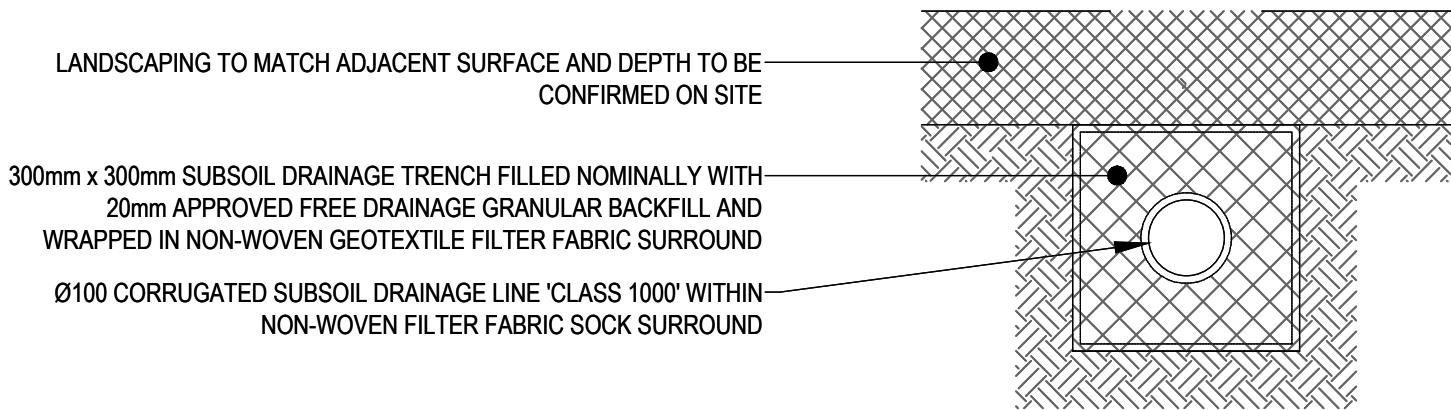 LANDSCAPING TO MATCH ADJACENT SURFACE AND DEPTH TO BE
CONFIRMED ON SITE
300mm x 300mm SUBSOIL DRAINAGE TRENCH FILLED NOMINALLY WITH
20mm APPROVED FREE DRAINAGE GRANULAR BACKFILL AND
WRAPPED IN NON-WOVEN GEOTEXTILE FILTER FABRIC SURROUND
Ø100 CORRUGATED SUBSOIL DRAINAGE LINE 'CLASS 1000' WITHIN
NON-WOVEN FILTER FABRIC SOCK SURROUND